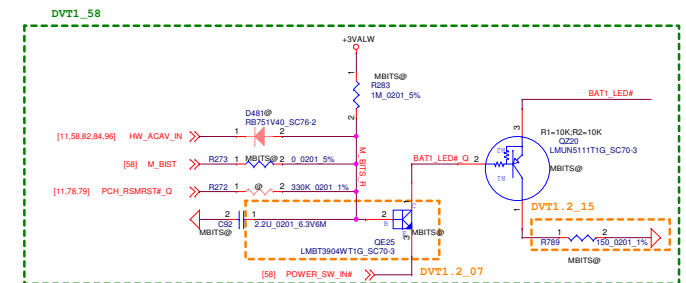 DVT1_58
+3VALW
MBITS@
R283
1M_0201_5%
1
2
BAT1_LED#
D481@
RB751V40_SC76-2
[11,58,82,84,96] HW_ACAV_IN 1 2
[58] M_BIST R273 1 MBITS@ 2 0_0201_5%
[11,78,79] PCH_RSMRST#_Q R272 1 @ 2 330K_0201_1%
M_BITS_R
BAT1_LED#_Q 2
3
R1=10K;R2=10K
QZ20
LMUN5111T1G_SC70-3
MBITS@
R2
R1
1
DVT1.2_15
1 2
R789 150_0201_1%
MBITS@
2 1
C92 2.2U_0201_6.3V6M
MBITS@
2 B
1 C
3 E
MBITS@
QE25
LMBT3904WT1G_SC70-3
DVT1.2_07
[58] POWER_SW_IN#